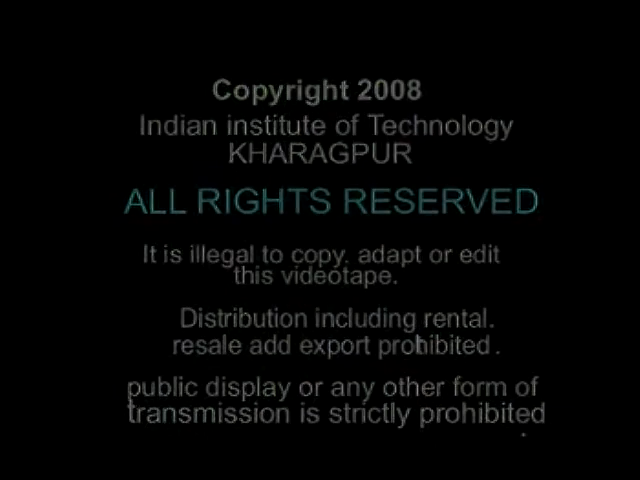 Copyright 2008
Indian institute of Technology
KHARAGPUR
ALL RIGHTS RESERVED
It is illegal to copy. adapt or edit
this videotape.
Distribution including rental.
resale add export prohibited .
public display or any other form of
transmission is strictly prohibited
.